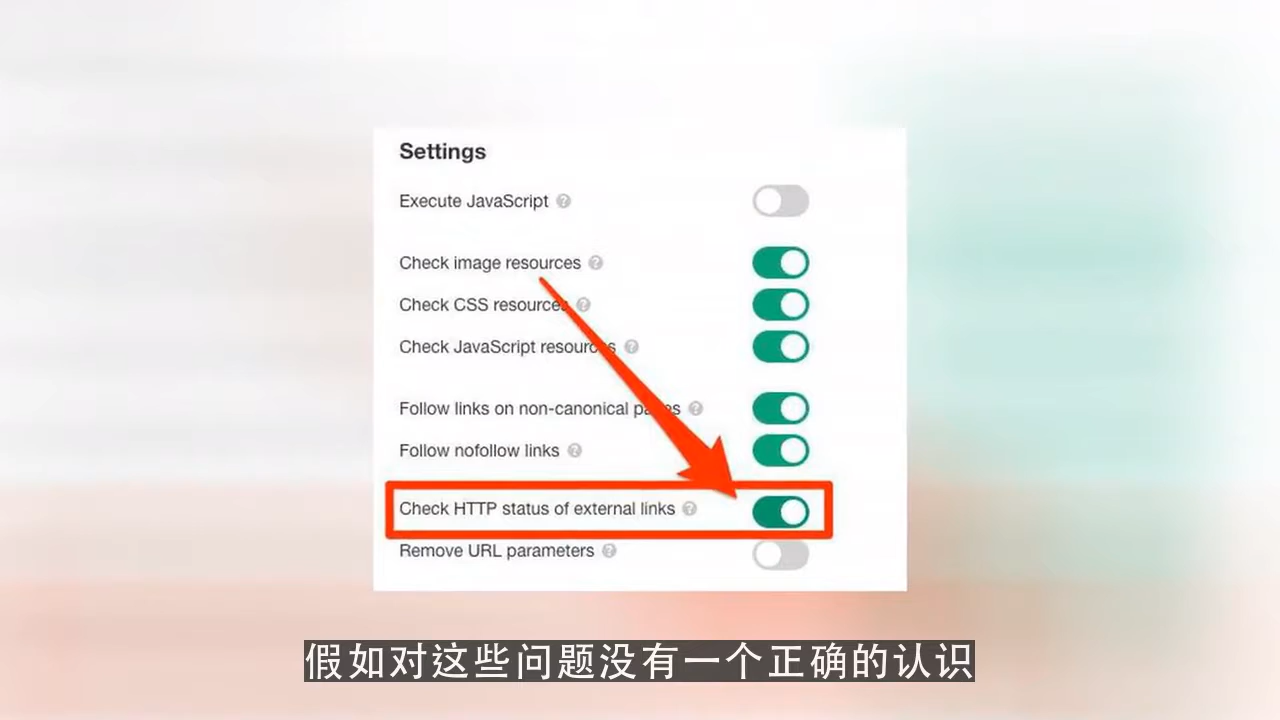 Settings
Execute JavaScript
Check image resources
Check CSS resources
Check JavaScript resources
Follow links on non-canonical pages
Follow nofollow links
Check HTTP status of external links
Remove URL parameters
假如对这些问题没有一个正确的认识